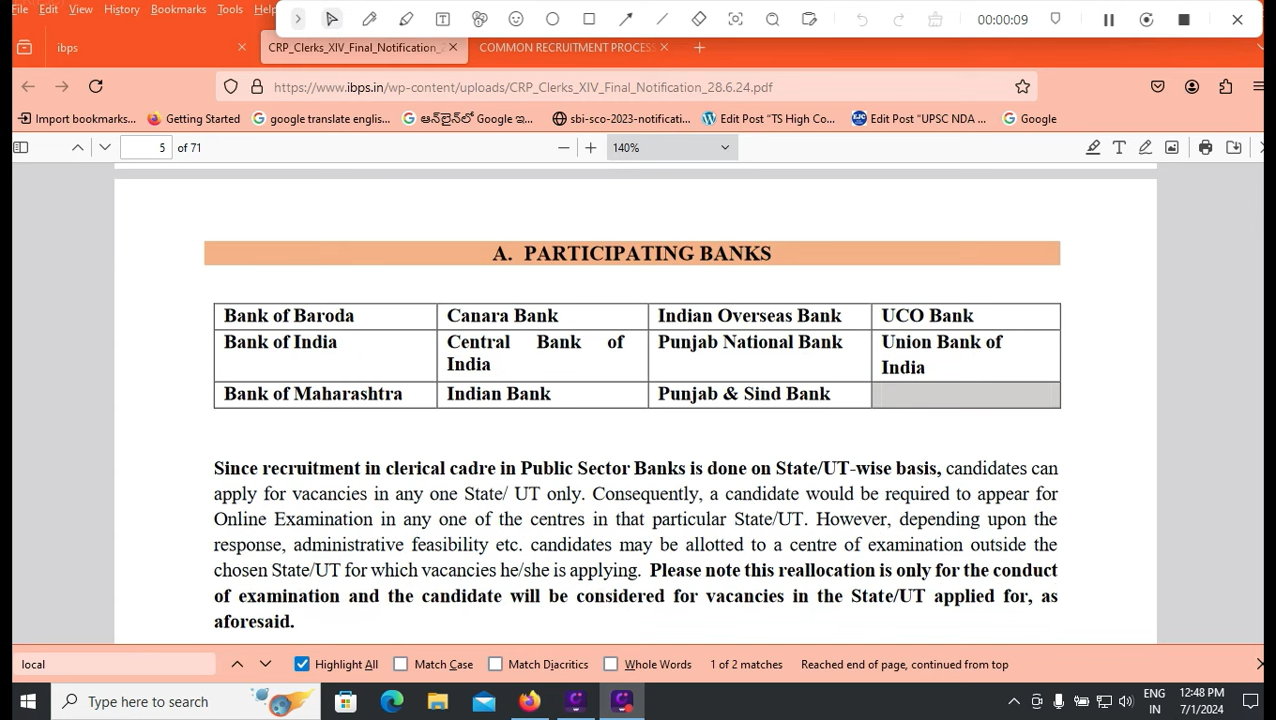 File Edit View History Bookmarks Tools Help
00:00:09
ibps
CRP_Clerks_XIV_Final_Notification_2
COMMON RECRUITMENT PROCESS
https://www.ibps.in/wp-content/uploads/CRP_Clerks_XIV_Final_Notification_28.6.24.pdf
Import bookmarks...
Getting Started
google translate englis...
ఆన్‌లైన్‌లో Google ఇ...
sbi-sco-2023-notificati...
Edit Post "TS High Co...
Edit Post "UPSC NDA ...
Google
5 of 71
140%
A. PARTICIPATING BANKS
Bank of Baroda Canara Bank Indian Overseas Bank UCO Bank
Bank of India Central Bank of India Punjab National Bank Union Bank of India
Bank of Maharashtra Indian Bank Punjab & Sind Bank
Since recruitment in clerical cadre in Public Sector Banks is done on State/UT-wise basis, candidates can
apply for vacancies in any one State/ UT only. Consequently, a candidate would be required to appear for
Online Examination in any one of the centres in that particular State/UT. However, depending upon the
response, administrative feasibility etc. candidates may be allotted to a centre of examination outside the
chosen State/UT for which vacancies he/she is applying. Please note this reallocation is only for the conduct
of examination and the candidate will be considered for vacancies in the State/UT applied for, as
aforesaid.
local
Highlight All
Match Case
Match Diacritics
Whole Words
1 of 2 matches
Reached end of page, continued from top
Type here to search
ENG
IN
12:48 PM
7/1/2024